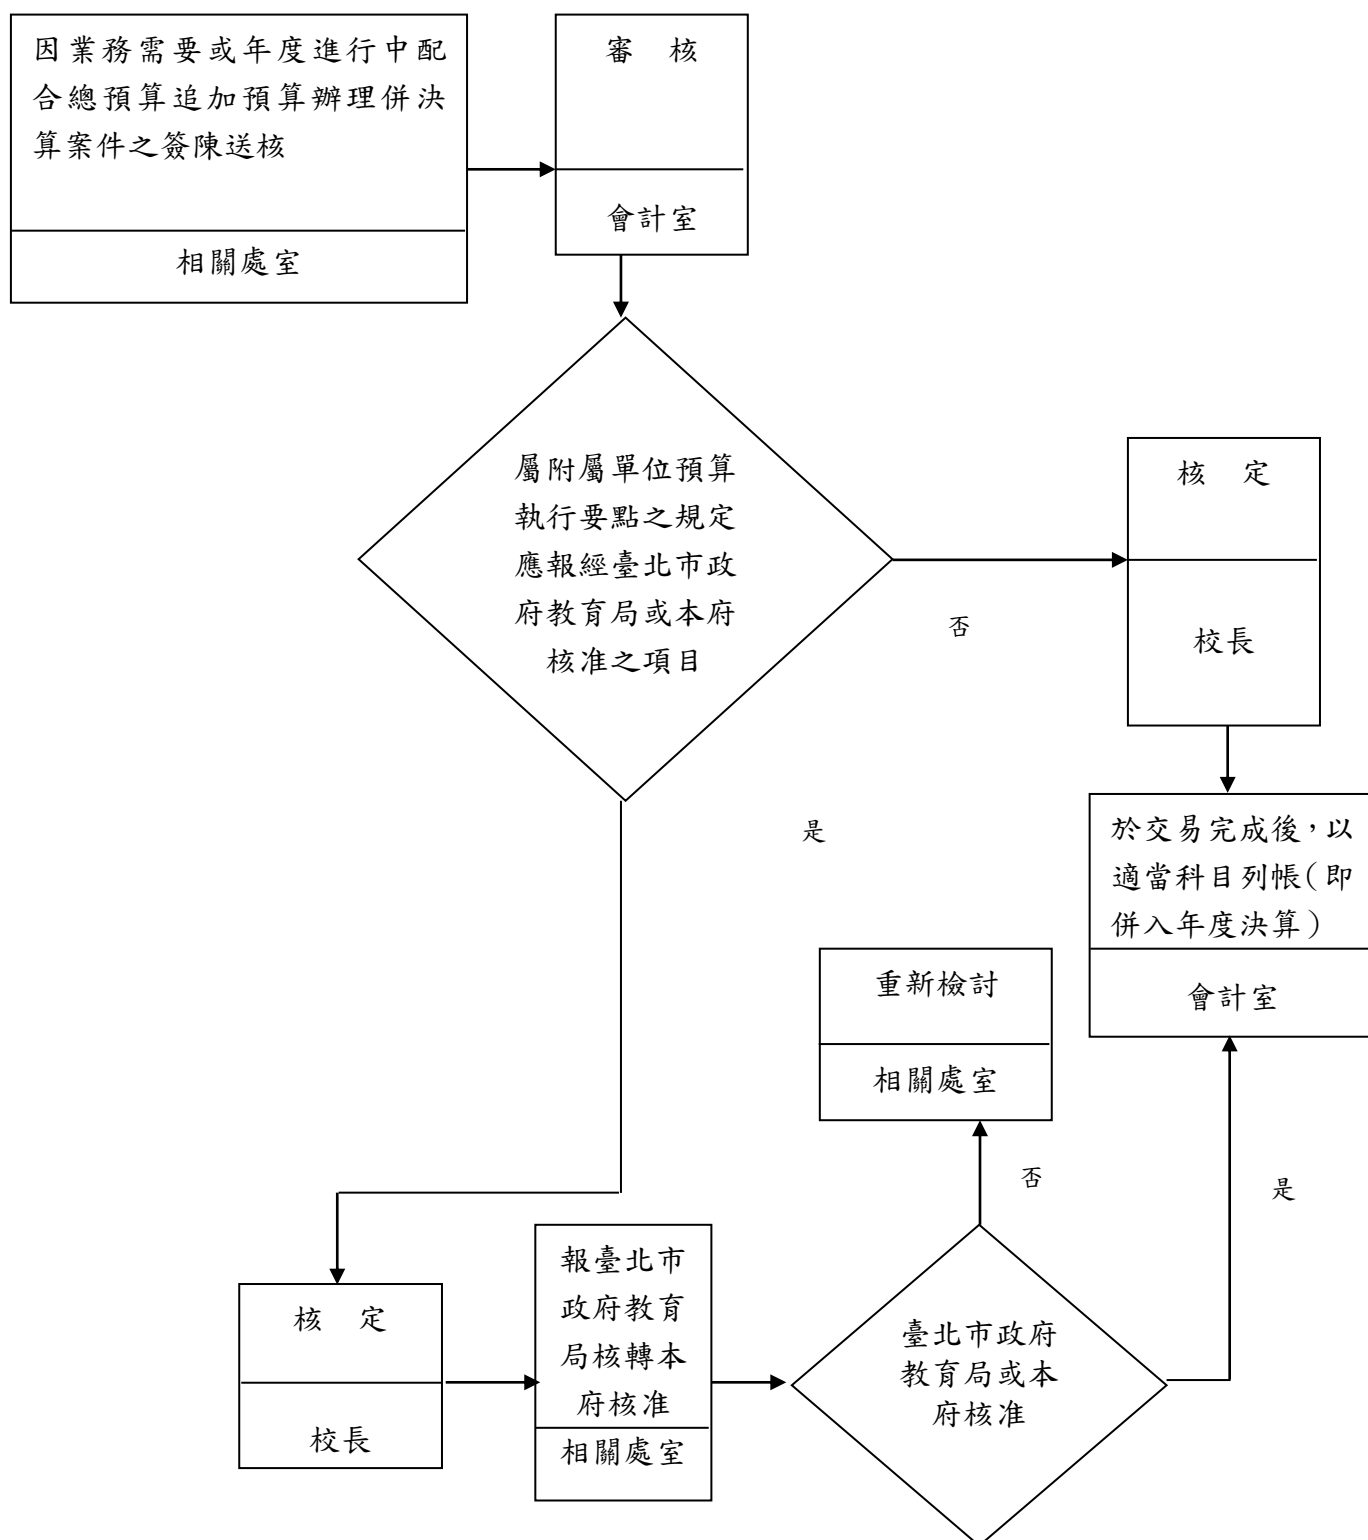 因業務需要或年度進行中配
合總預算追加預算辦理併決
算案件之簽陳送核
相關處室
審 核
會計室
屬附屬單位預算
執行要點之規定
應報經臺北市政
府教育局或本府
核准之項目
否
核 定
校長
是
於交易完成後，以
適當科目列帳(即
併入年度決算)
會計室
重新檢討
相關處室
否
是
核 定
校長
報臺北市
政府教育
局核轉本
府核准
相關處室
臺北市政府
教育局或本
府核准